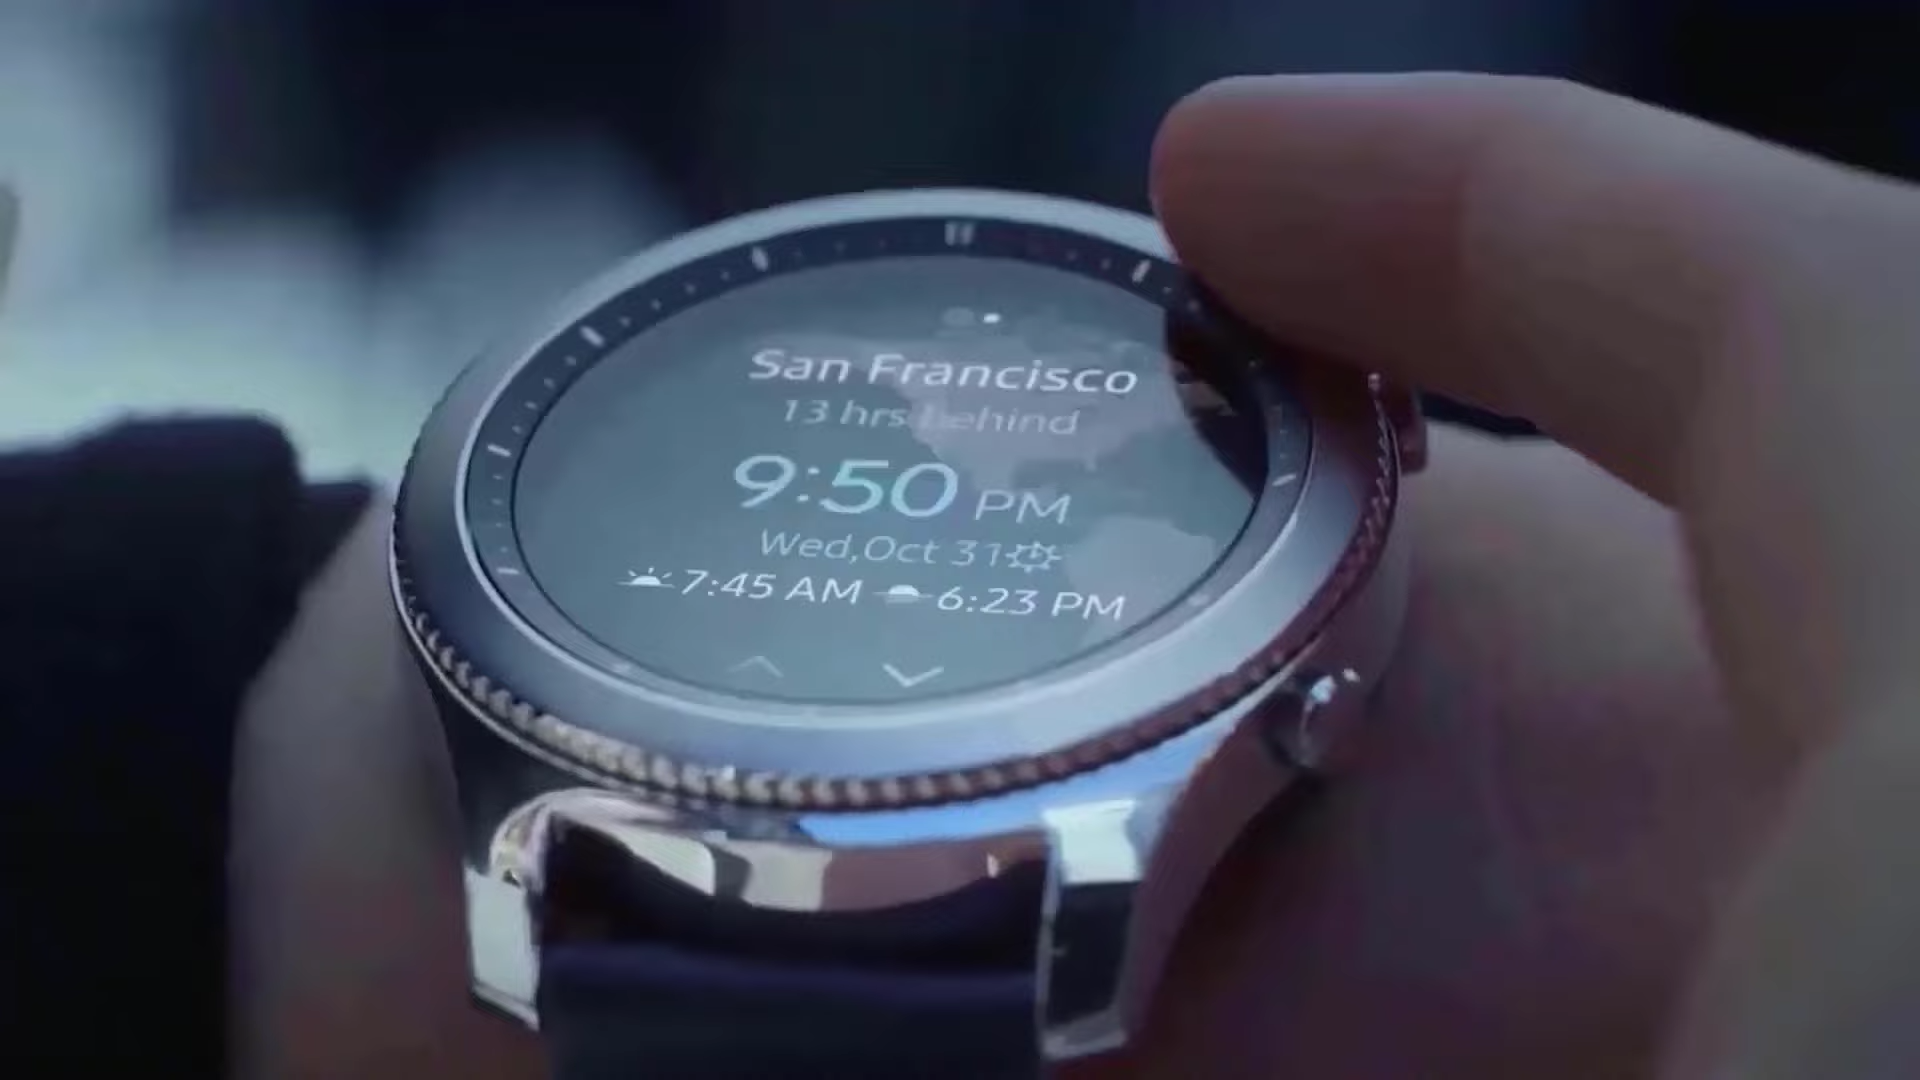 San Francisco
13 hrs behind
9:50 PM
Wed,Oct 31
7:45 AM 6:23 PM